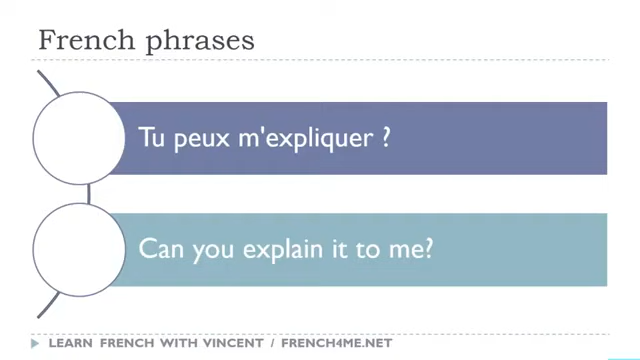 French phrases
Tu peux m'expliquer ?
Can you explain it to me?
LEARN FRENCH WITH VINCENT / FRENCH4ME.NET